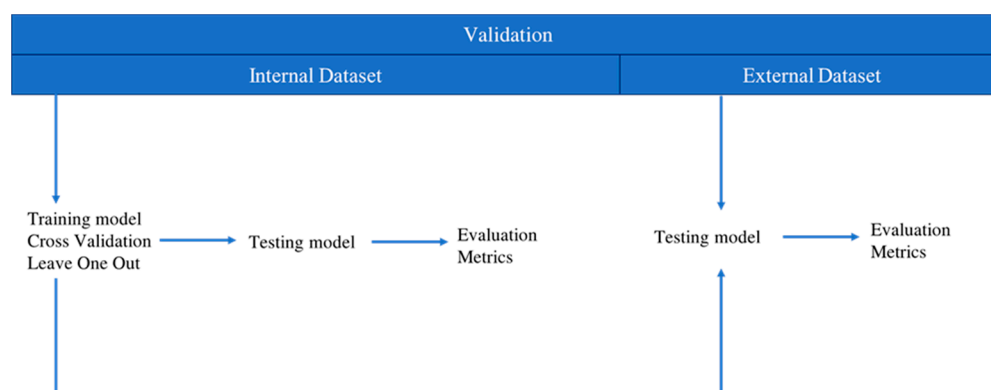 Validation
Internal Dataset
External Dataset
Training model
Cross Validation
Leave One Out
Testing model
Evaluation
Metrics
Testing model
Evaluation
Metrics